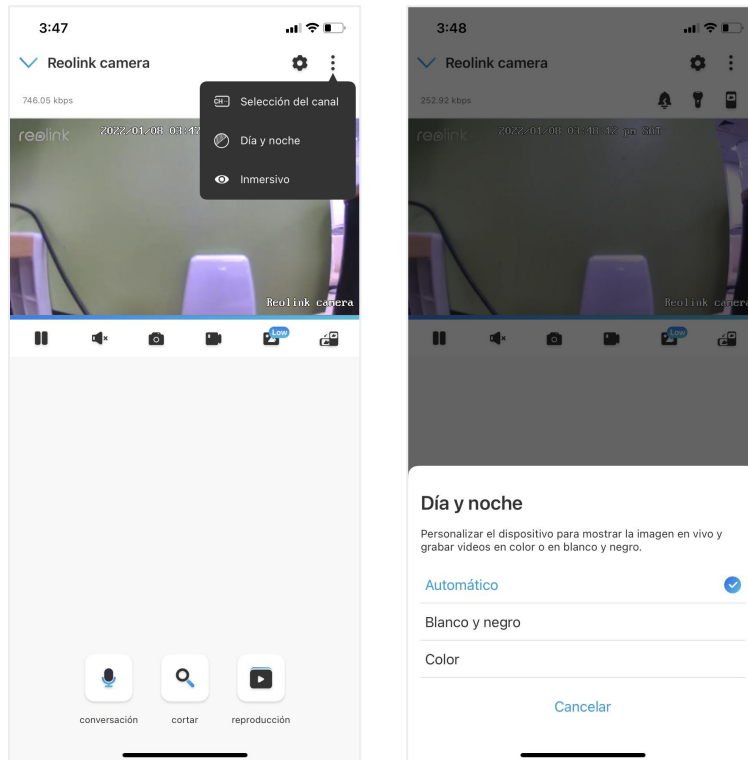 3:47
Reolink camera
746.05 kbps
Selección del canal
Día y noche
Inmersivo
reolink
2022/01/08 03:47
Reolink camera
Low
conversación
cortar
reproducción
3:48
Reolink camera
252.92 kbps
reolink
2022/01/08 03:48:12 pm SaT
Reolink camera
Low
Día y noche
Personalizar el dispositivo para mostrar la imagen en vivo y
grabar videos en color o en blanco y negro.
Automático
Blanco y negro
Color
Cancelar